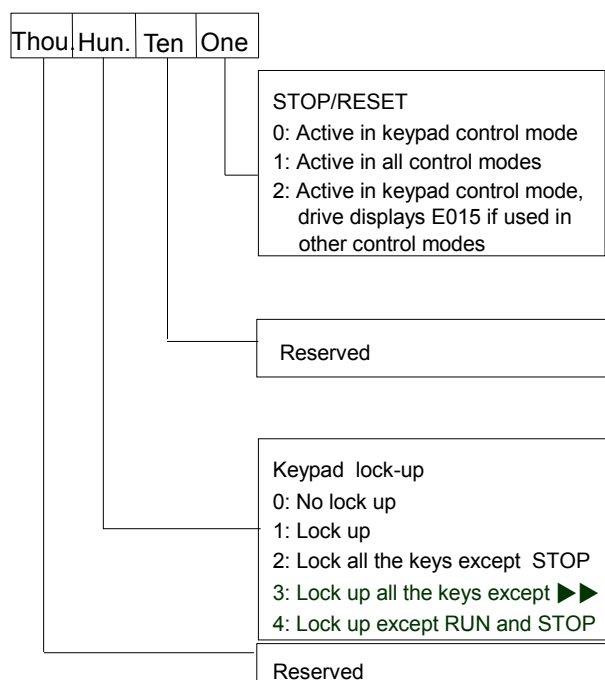 Thou. Hun. Ten One
STOP/RESET
0: Active in keypad control mode
1: Active in all control modes
2: Active in keypad control mode,
drive displays E015 if used in
other control modes
Reserved
Keypad lock-up
0: No lock up
1: Lock up
2: Lock all the keys except STOP
3: Lock up all the keys except ▶▶
4: Lock up except RUN and STOP
Reserved